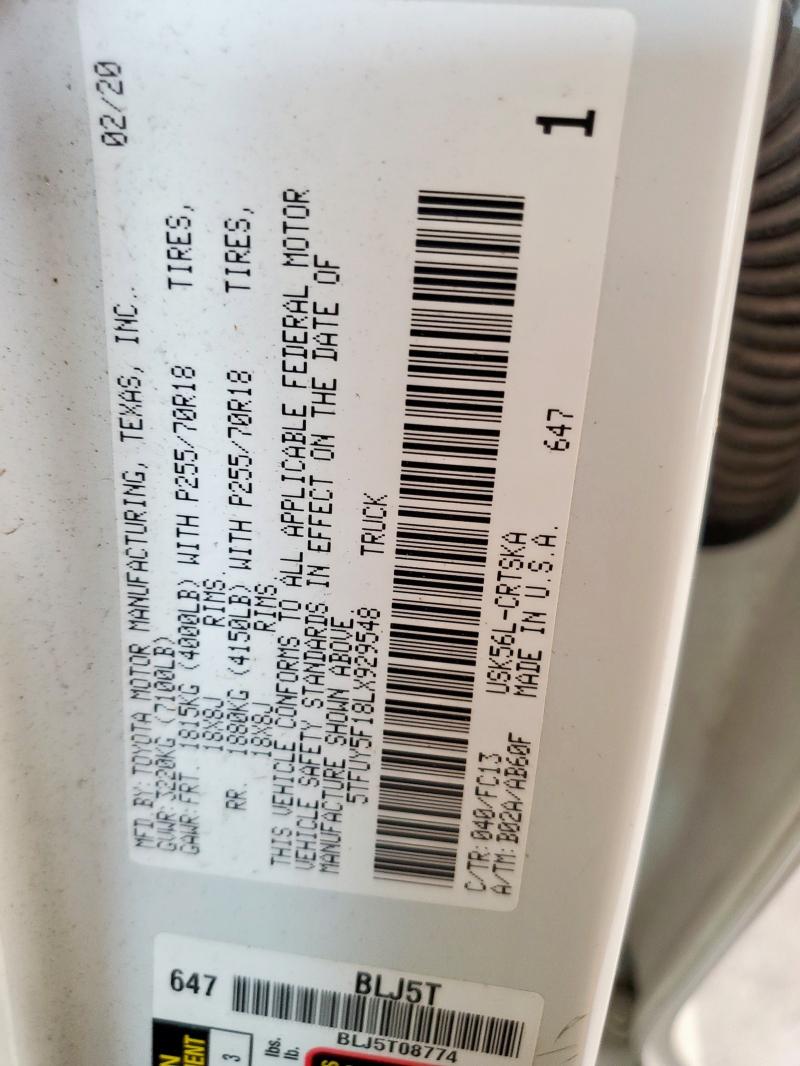 MFD. BY: TOYOTA MOTOR MANUFACTURING, TEXAS, INC. 02/20
GVWR: 3220KG (7100LB)
GAWR: FRT. 1815KG (4000LB) WITH P255/70R18 TIRES,
18X8J RIMS.
RR. 1880KG (4150LB) WITH P255/70R18 TIRES,
18X8J RIMS.
THIS VEHICLE CONFORMS TO ALL APPLICABLE FEDERAL MOTOR
VEHICLE SAFETY STANDARDS IN EFFECT ON THE DATE OF
MANUFACTURE SHOWN ABOVE.
5TFUY5F18LX929548 TRUCK
1
C/TR: 040/FC13 USK56L-CRTSKA 647
A/TM: B02A/AB60F MADE IN U.S.A.
647 BLJ5T
BLJ5T08774
3
lbs.
lb.